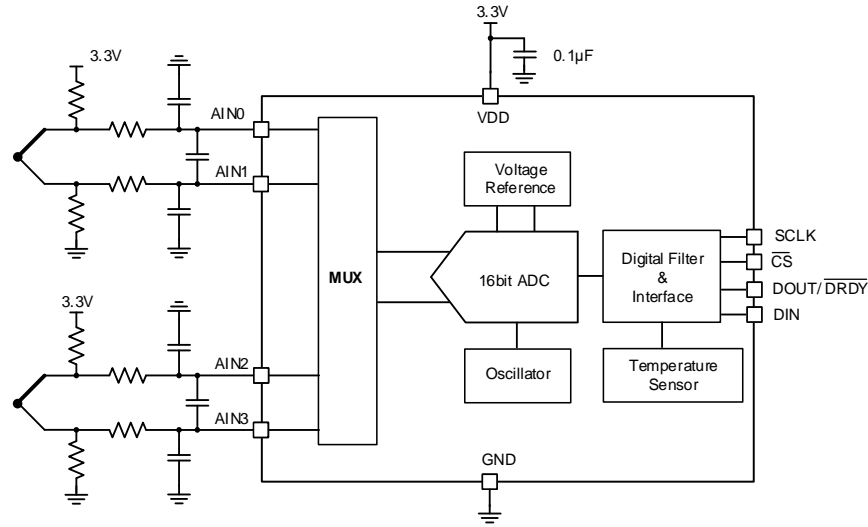 3.3V
3.3V
0.1µF
AIN0
VDD
AIN1
Voltage
Reference
MUX
16bit ADC
Digital Filter
&
Interface
SCLK
CS
DOUT/DRDY
DIN
3.3V
AIN2
Oscillator
Temperature
Sensor
AIN3
GND